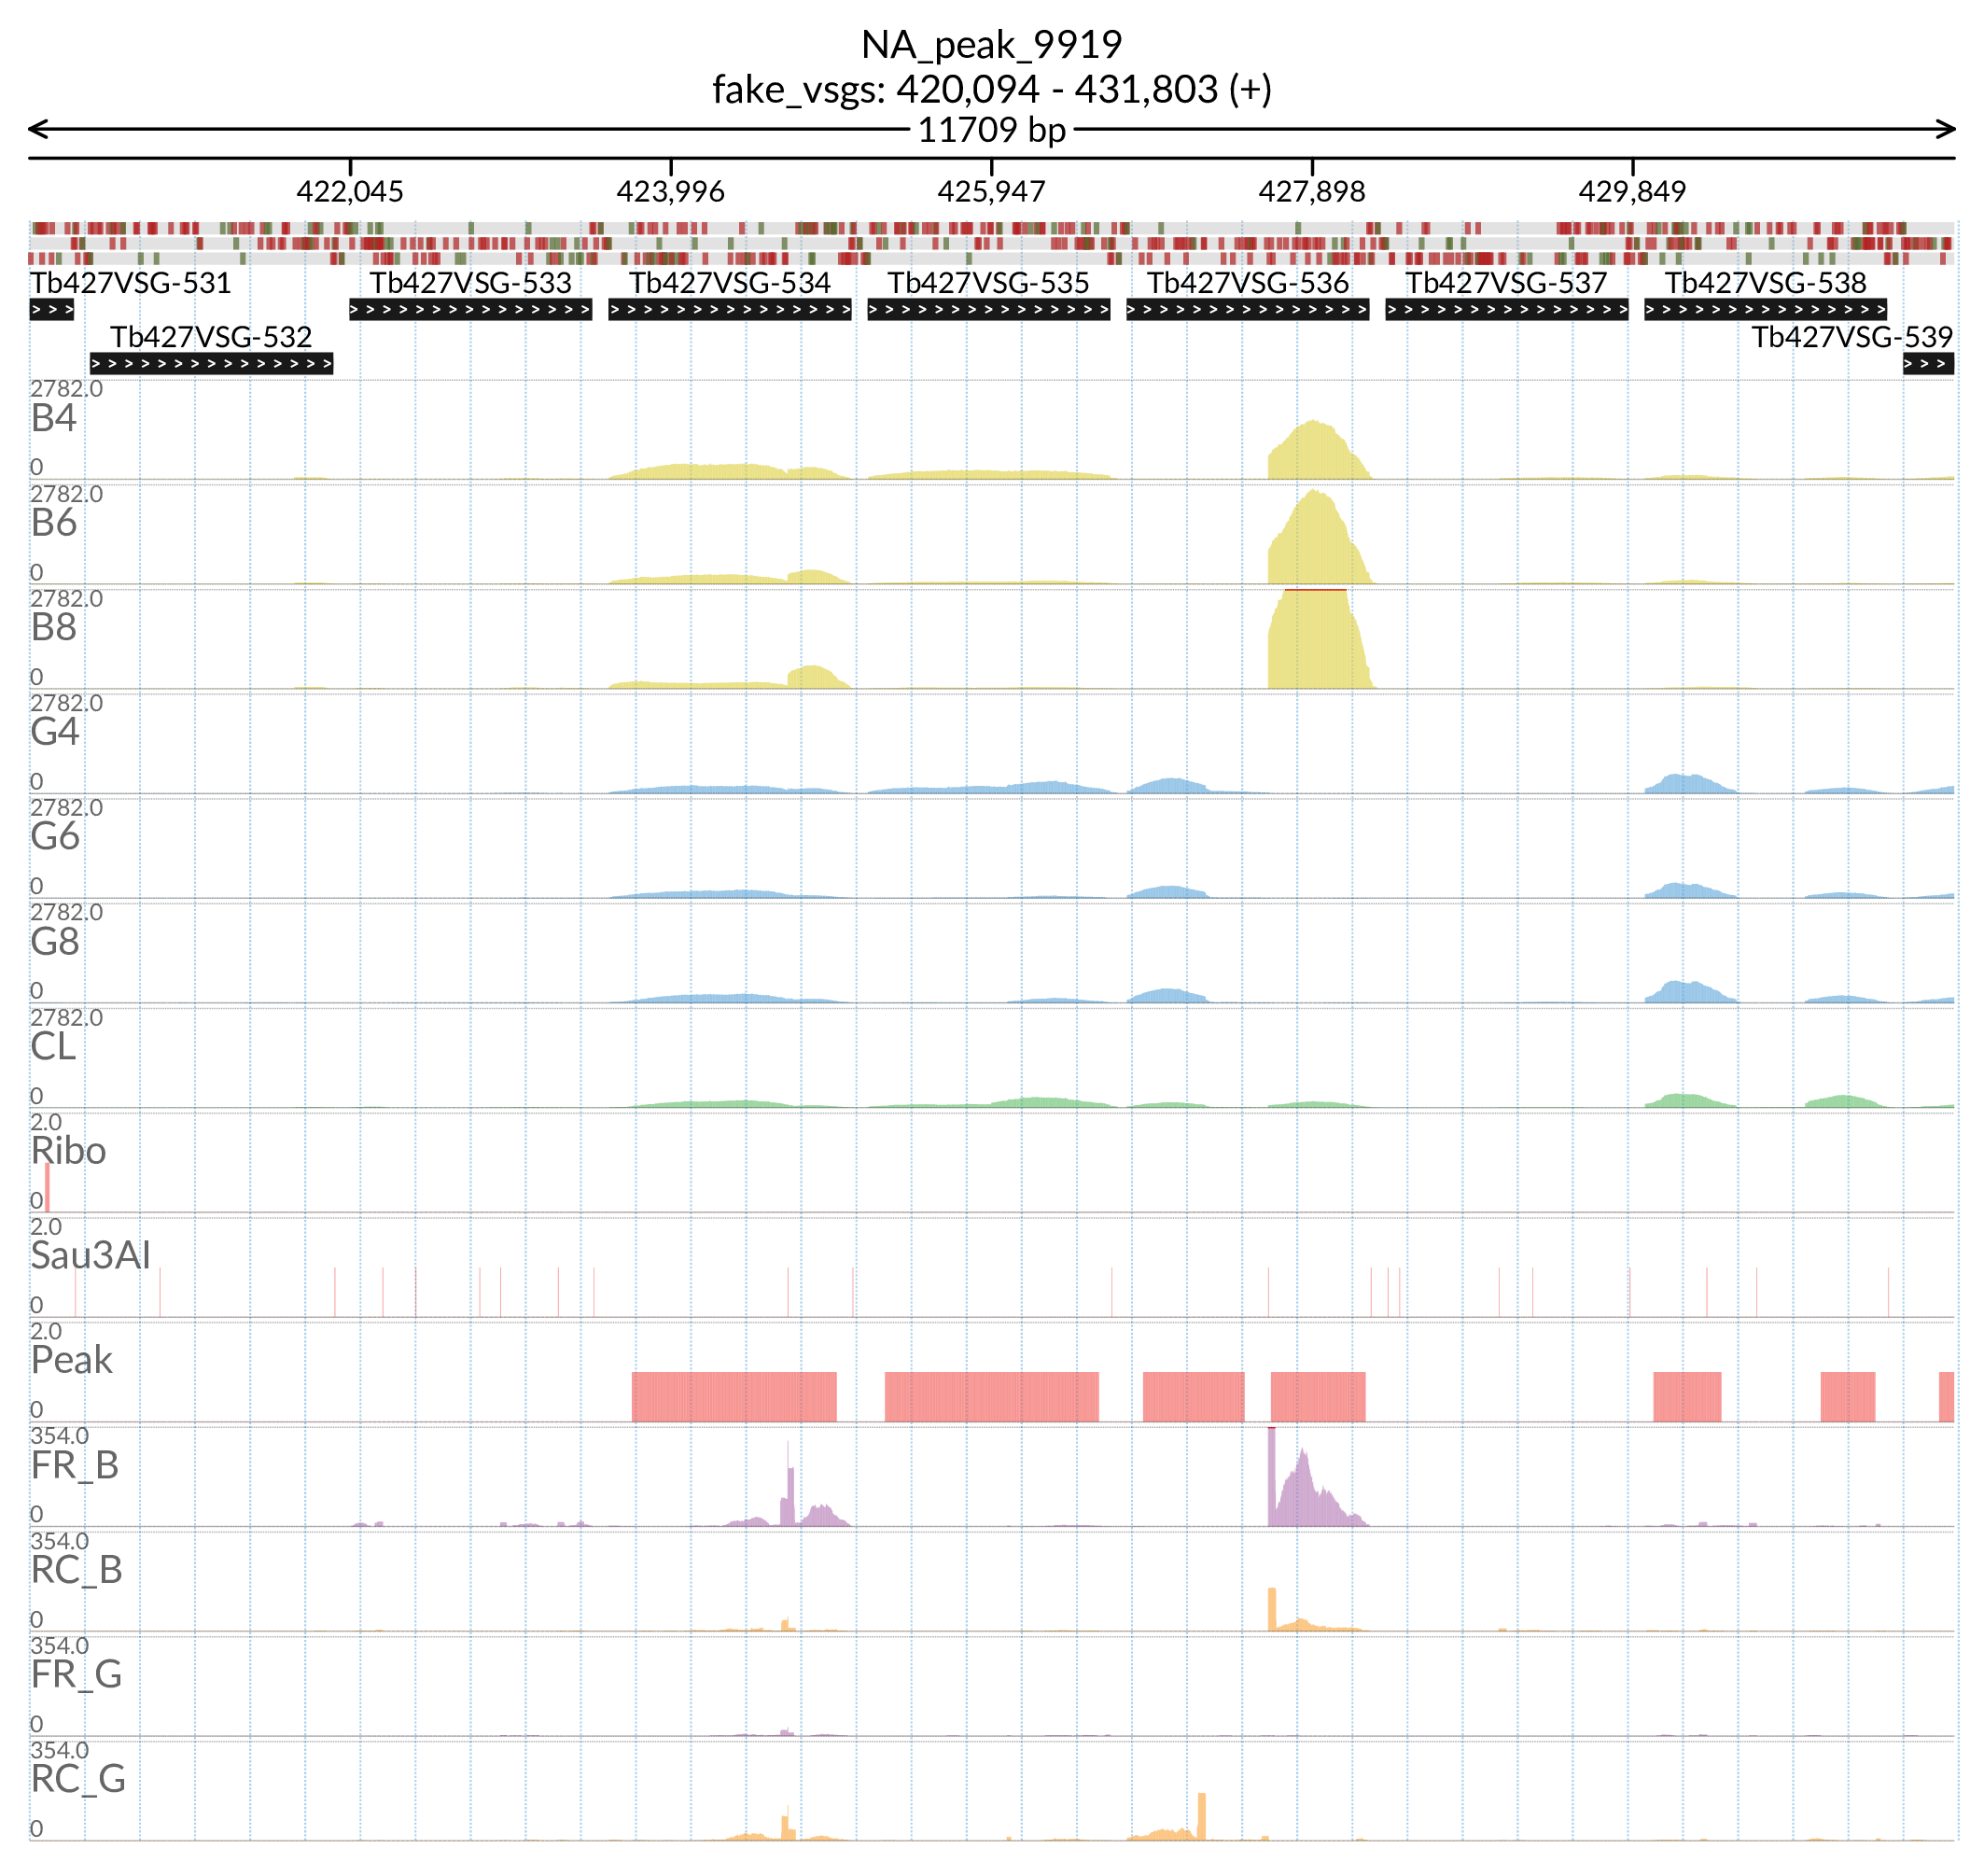 NA_peak_9919
fake_vsgs: 420,094 - 431,803 (+)
11709 bp
422,045 423,996 425,947 427,898 429,849
Tb427VSG-531 Tb427VSG-533 Tb427VSG-534 Tb427VSG-535 Tb427VSG-536 Tb427VSG-537 Tb427VSG-538
Tb427VSG-532 Tb427VSG-539
2782.0
B4
0
2782.0
B6
0
2782.0
B8
0
2782.0
G4
0
2782.0
G6
0
2782.0
G8
0
2782.0
CL
0
2.0
Ribo
0
2.0
Sau3AI
0
2.0
Peak
0
354.0
FR_B
0
354.0
RC_B
0
354.0
FR_G
0
354.0
RC_G
0